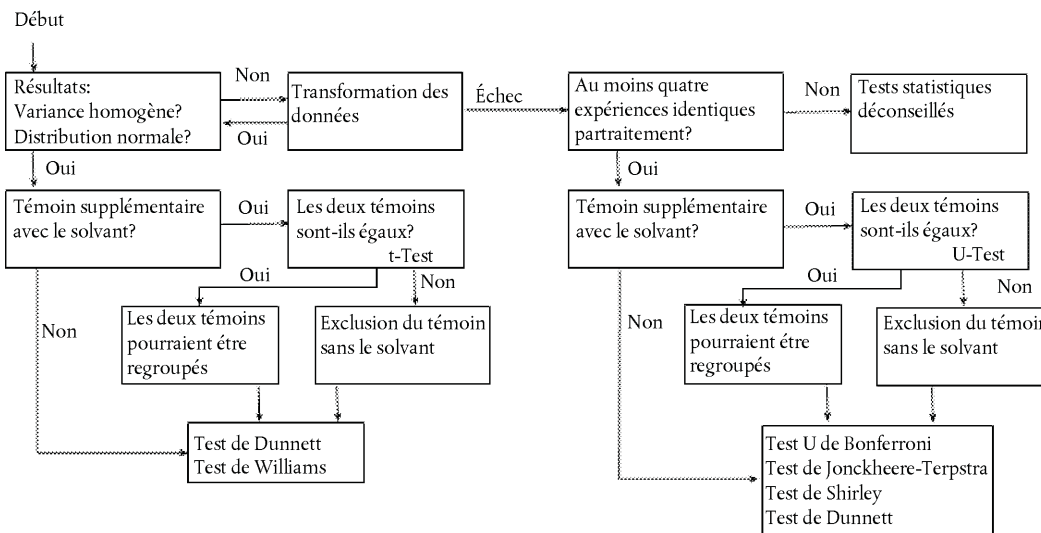 Début
Résultats:
Variance homogène?
Distribution normale?
Non
Oui
Transformation des
données
Échec
Au moins quatre
expériences identiques
partraitement?
Non
Tests statistiques
déconseillés
Oui
Témoin supplémentaire
avec le solvant?
Oui
Les deux témoins
sont-ils égaux?
t-Test
Oui
Non
Non
Les deux témoins
pourraient étre
regroupés
Exclusion du témoin
sans le solvant
Test de Dunnett
Test de Williams
Oui
Témoin supplémentaire
avec le solvant?
Oui
Les deux témoins
sont-ils égaux?
U-Test
Oui
Non
Non
Les deux témoins
pourraient étre
regroupés
Exclusion du témoin
sans le solvant
Test U de Bonferroni
Test de Jonckheere-Terpstra
Test de Shirley
Test de Dunnett